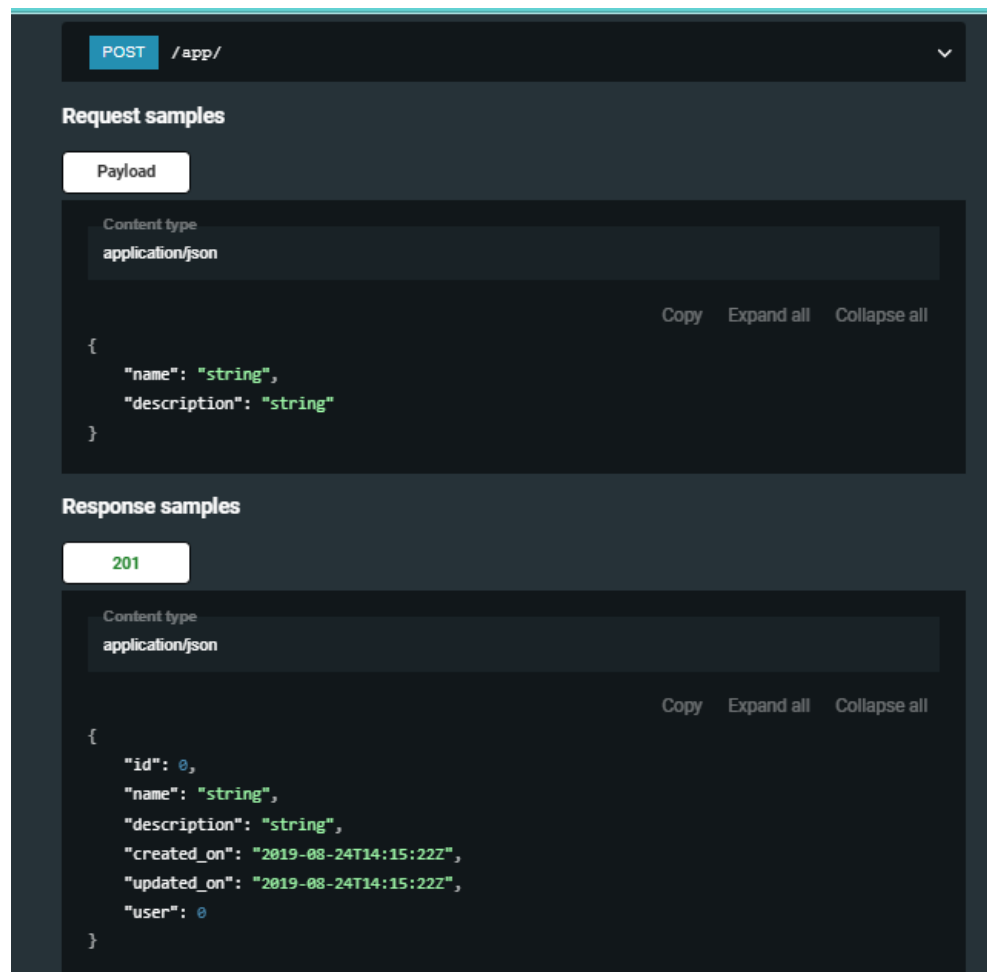 POST /app/
Request samples
Payload
Content type
application/json
Copy Expand all Collapse all
{
"name": "string",
"description": "string"
}
Response samples
201
Content type
application/json
Copy Expand all Collapse all
{
"id": 0,
"name": "string",
"description": "string",
"created_on": "2019-08-24T14:15:22Z",
"updated_on": "2019-08-24T14:15:22Z",
"user": 0
}